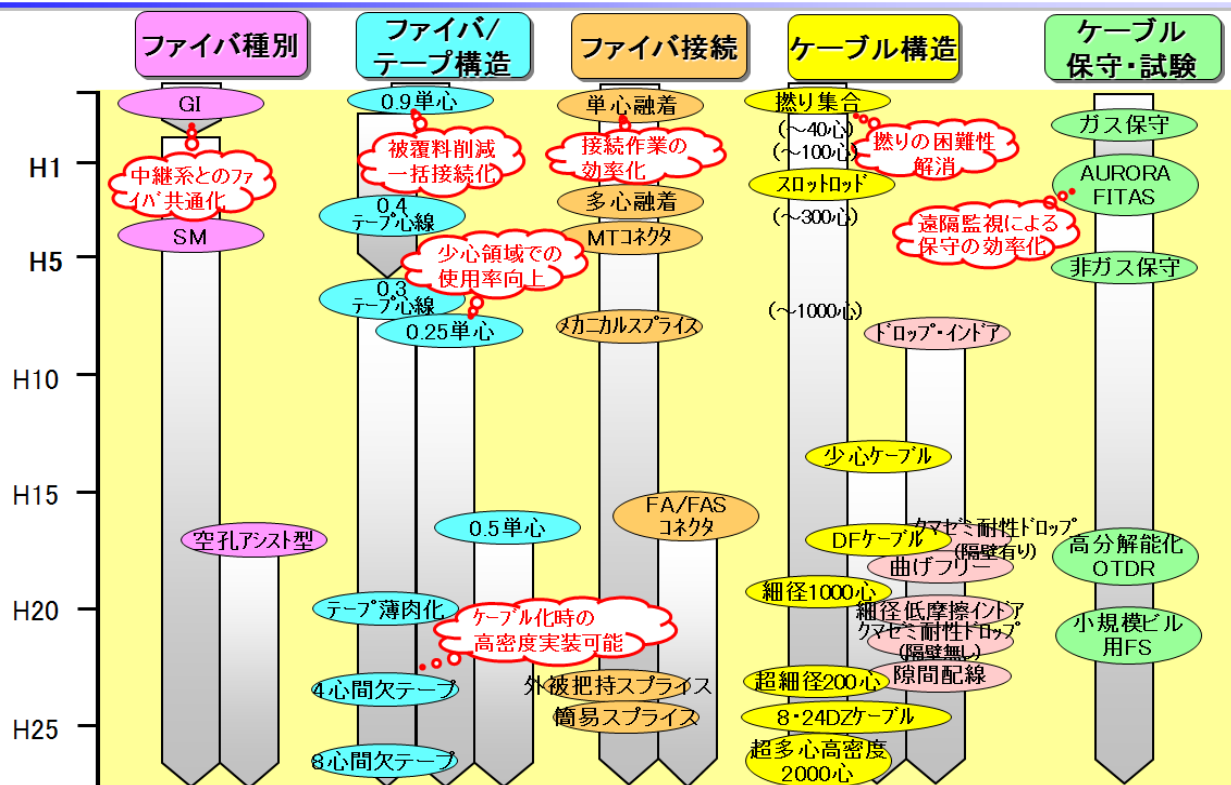 ファイバ種別
ファイバ/
テープ構造
ファイバ接続
ケーブル構造
ケーブル
保守・試験
H1
H5
H10
H15
H20
H25
GI
中継系とのファ
イバ共通化
SM
空孔アシスト型
0.9単心
被覆料削減
一括接続化
0.4
テープ心線
少心領域での
使用率向上
0.3
テープ心線
0.25単心
0.5単心
テープ薄肉化
ケーブル化時の
高密度実装可能
4心間欠テープ
8心間欠テープ
単心融着
接続作業の
効率化
多心融着
MTコネクタ
メカニカルスプライス
FA/FAS
コネクタ
外被把持スプライス
簡易スプライス
撚り集合
(～40心)
(～100心)
撚りの困難性
解消
スロットロッド
(～300心)
(～1000心)
ドロップ・インドア
少心ケーブル
DFケーブル
クマゼミ耐性ドロップ
(隔壁有り)
曲げフリー
細径1000心
細径低摩擦インドア
クマゼミ耐性ドロップ
(隔壁無し)
超細径200心
隙間配線
8・24DZケーブル
超多心高密度
2000心
ガス保守
AURORA
FITAS
遠隔監視による
保守の効率化
非ガス保守
高分解能化
OTDR
小規模ビル
用FS